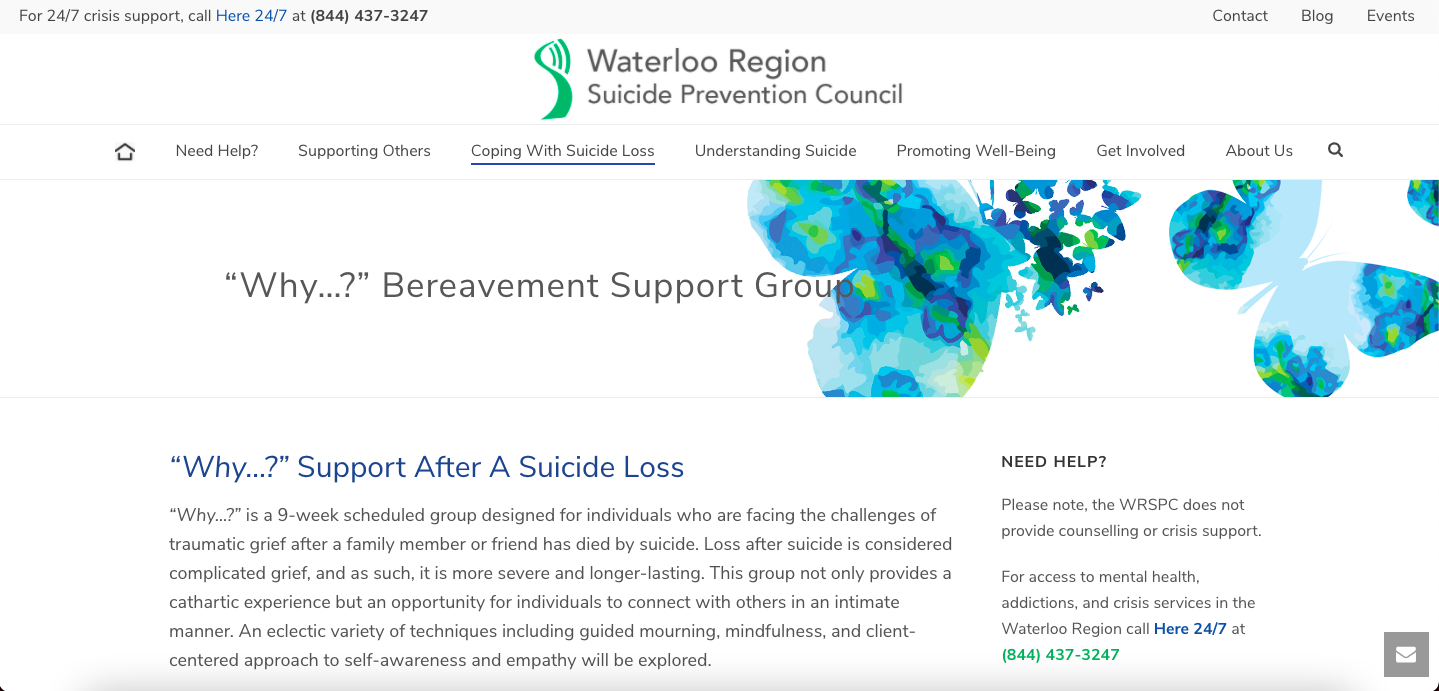 For 24/7 crisis support, call Here 24/7 at (844) 437-3247
Contact Blog Events
Waterloo Region
Suicide Prevention Council
Need Help? Supporting Others Coping With Suicide Loss Understanding Suicide Promoting Well-Being Get Involved About Us
“Why…?” Bereavement Support Group
“Why…?” Support After A Suicide Loss
“Why…?” is a 9-week scheduled group designed for individuals who are facing the challenges of
traumatic grief after a family member or friend has died by suicide. Loss after suicide is considered
complicated grief, and as such, it is more severe and longer-lasting. This group not only provides a
cathartic experience but an opportunity for individuals to connect with others in an intimate
manner. An eclectic variety of techniques including guided mourning, mindfulness, and client-
centered approach to self-awareness and empathy will be explored.
NEED HELP?
Please note, the WRSPC does not
provide counselling or crisis support.
For access to mental health,
addictions, and crisis services in the
Waterloo Region call Here 24/7 at
(844) 437-3247